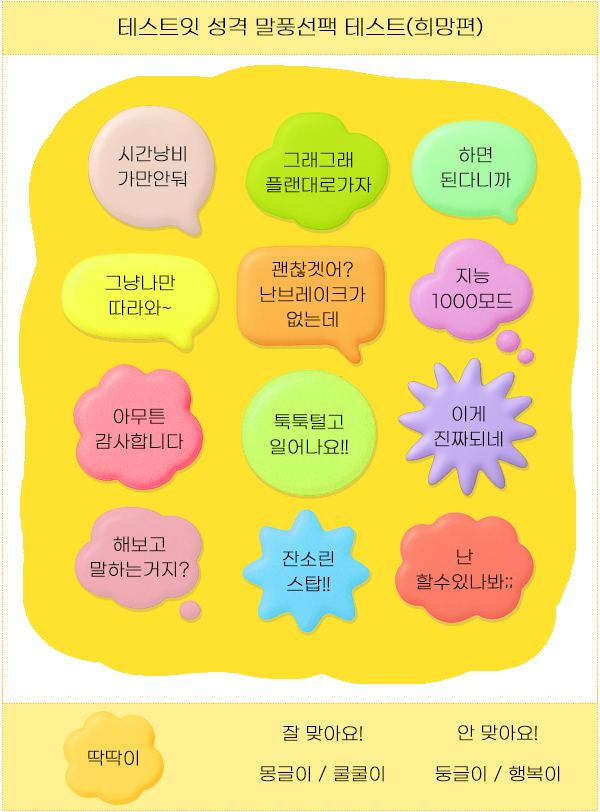 테스트잇 성격 말풍선팩 테스트(희망편)
시간낭비
가만안둬
그래그래
플랜대로가자
하면
된다니까
그냥나만
따라와~
괜찮겟어?
난브레이크가
없는데
지능
1000모드
아무튼
감사합니다
툭툭털고
일어나요!!
이게
진짜되네
해보고
말하는거지?
잔소린
스탑!!
난
할수있나봐;;
딱딱이
잘 맞아요!
몽글이 / 쿨쿨이
안 맞아요!
둥글이 / 행복이